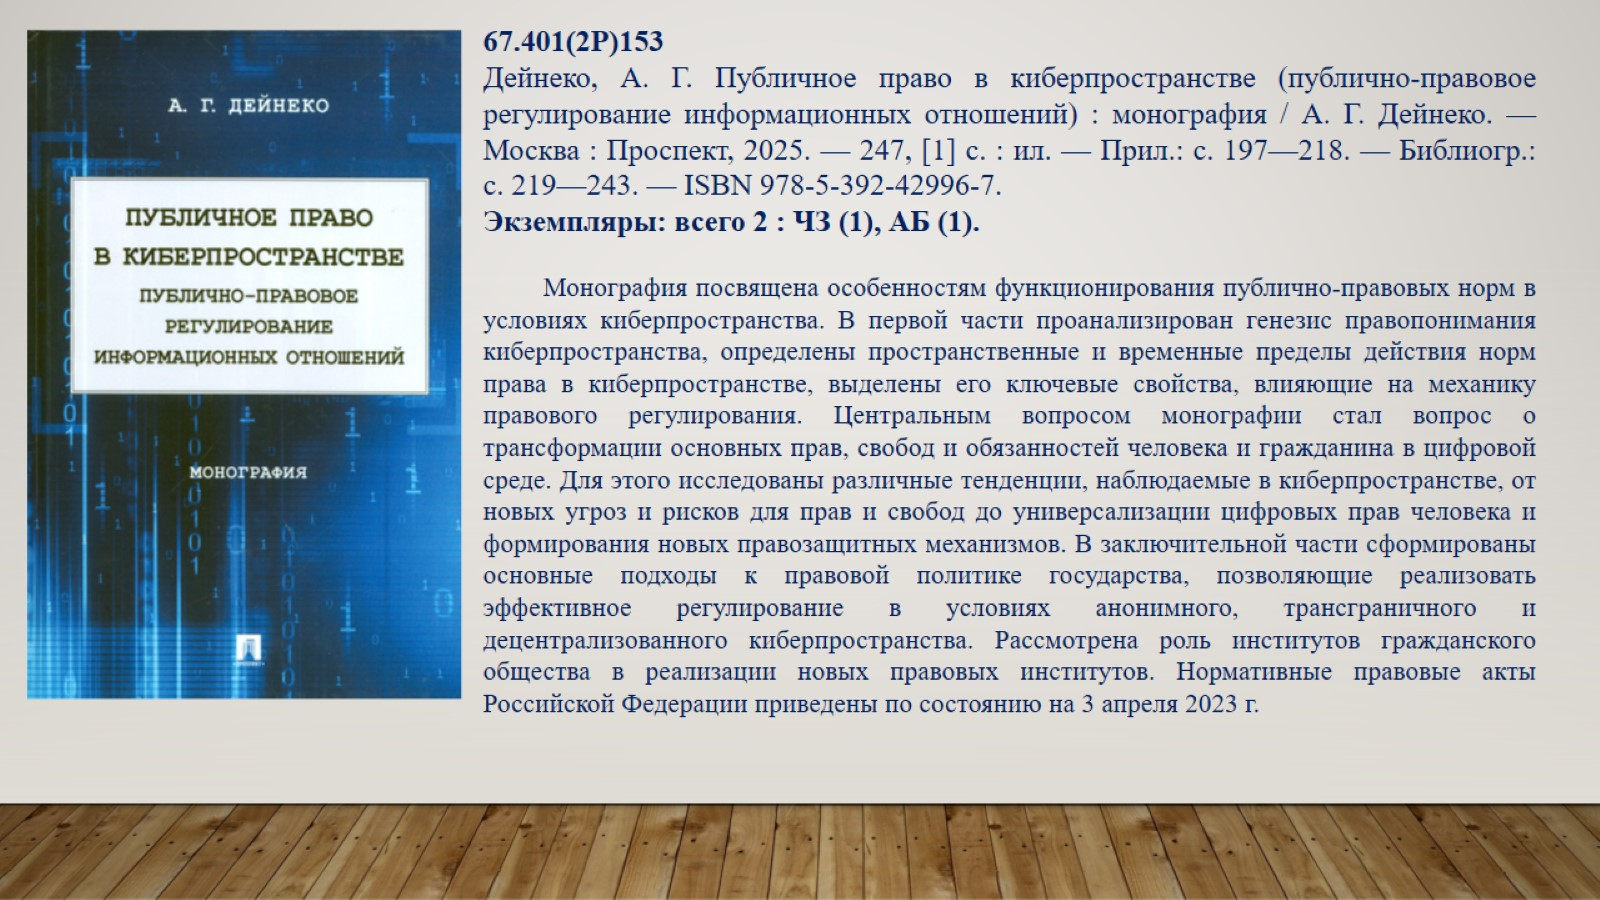 А. Г. ДЕЙНЕКО
ПУБЛИЧНОЕ ПРАВО
В КИБЕРПРОСТРАНСТВЕ
ПУБЛИЧНО-ПРАВОВОЕ
РЕГУЛИРОВАНИЕ
ИНФОРМАЦИОННЫХ ОТНОШЕНИЙ
МОНОГРАФИЯ
67.401(2Р)153
Дейнеко, А. Г. Публичное право в киберпространстве (публично-правовое
регулирование информационных отношений) : монография / А. Г. Дейнеко. —
Москва : Проспект, 2025. — 247, [1] с. : ил. — Прил.: с. 197—218. — Библиогр.:
с. 219—243. — ISBN 978-5-392-42996-7.
Экземпляры: всего 2 : ЧЗ (1), АБ (1).
Монография посвящена особенностям функционирования публично-правовых норм в
условиях киберпространства. В первой части проанализирован генезис правопонимания
киберпространства, определены пространственные и временные пределы действия норм
права в киберпространстве, выделены его ключевые свойства, влияющие на механику
правового регулирования. Центральным вопросом монографии стал вопрос о
трансформации основных прав, свобод и обязанностей человека и гражданина в цифровой
среде. Для этого исследованы различные тенденции, наблюдаемые в киберпространстве, от
новых угроз и рисков для прав и свобод до универсализации цифровых прав человека и
формирования новых правозащитных механизмов. В заключительной части сформированы
основные подходы к правовой политике государства, позволяющие реализовать
эффективное регулирование в условиях анонимного, трансграничного и
децентрализованного киберпространства. Рассмотрена роль институтов гражданского
общества в реализации новых правовых институтов. Нормативные правовые акты
Российской Федерации приведены по состоянию на 3 апреля 2023 г.